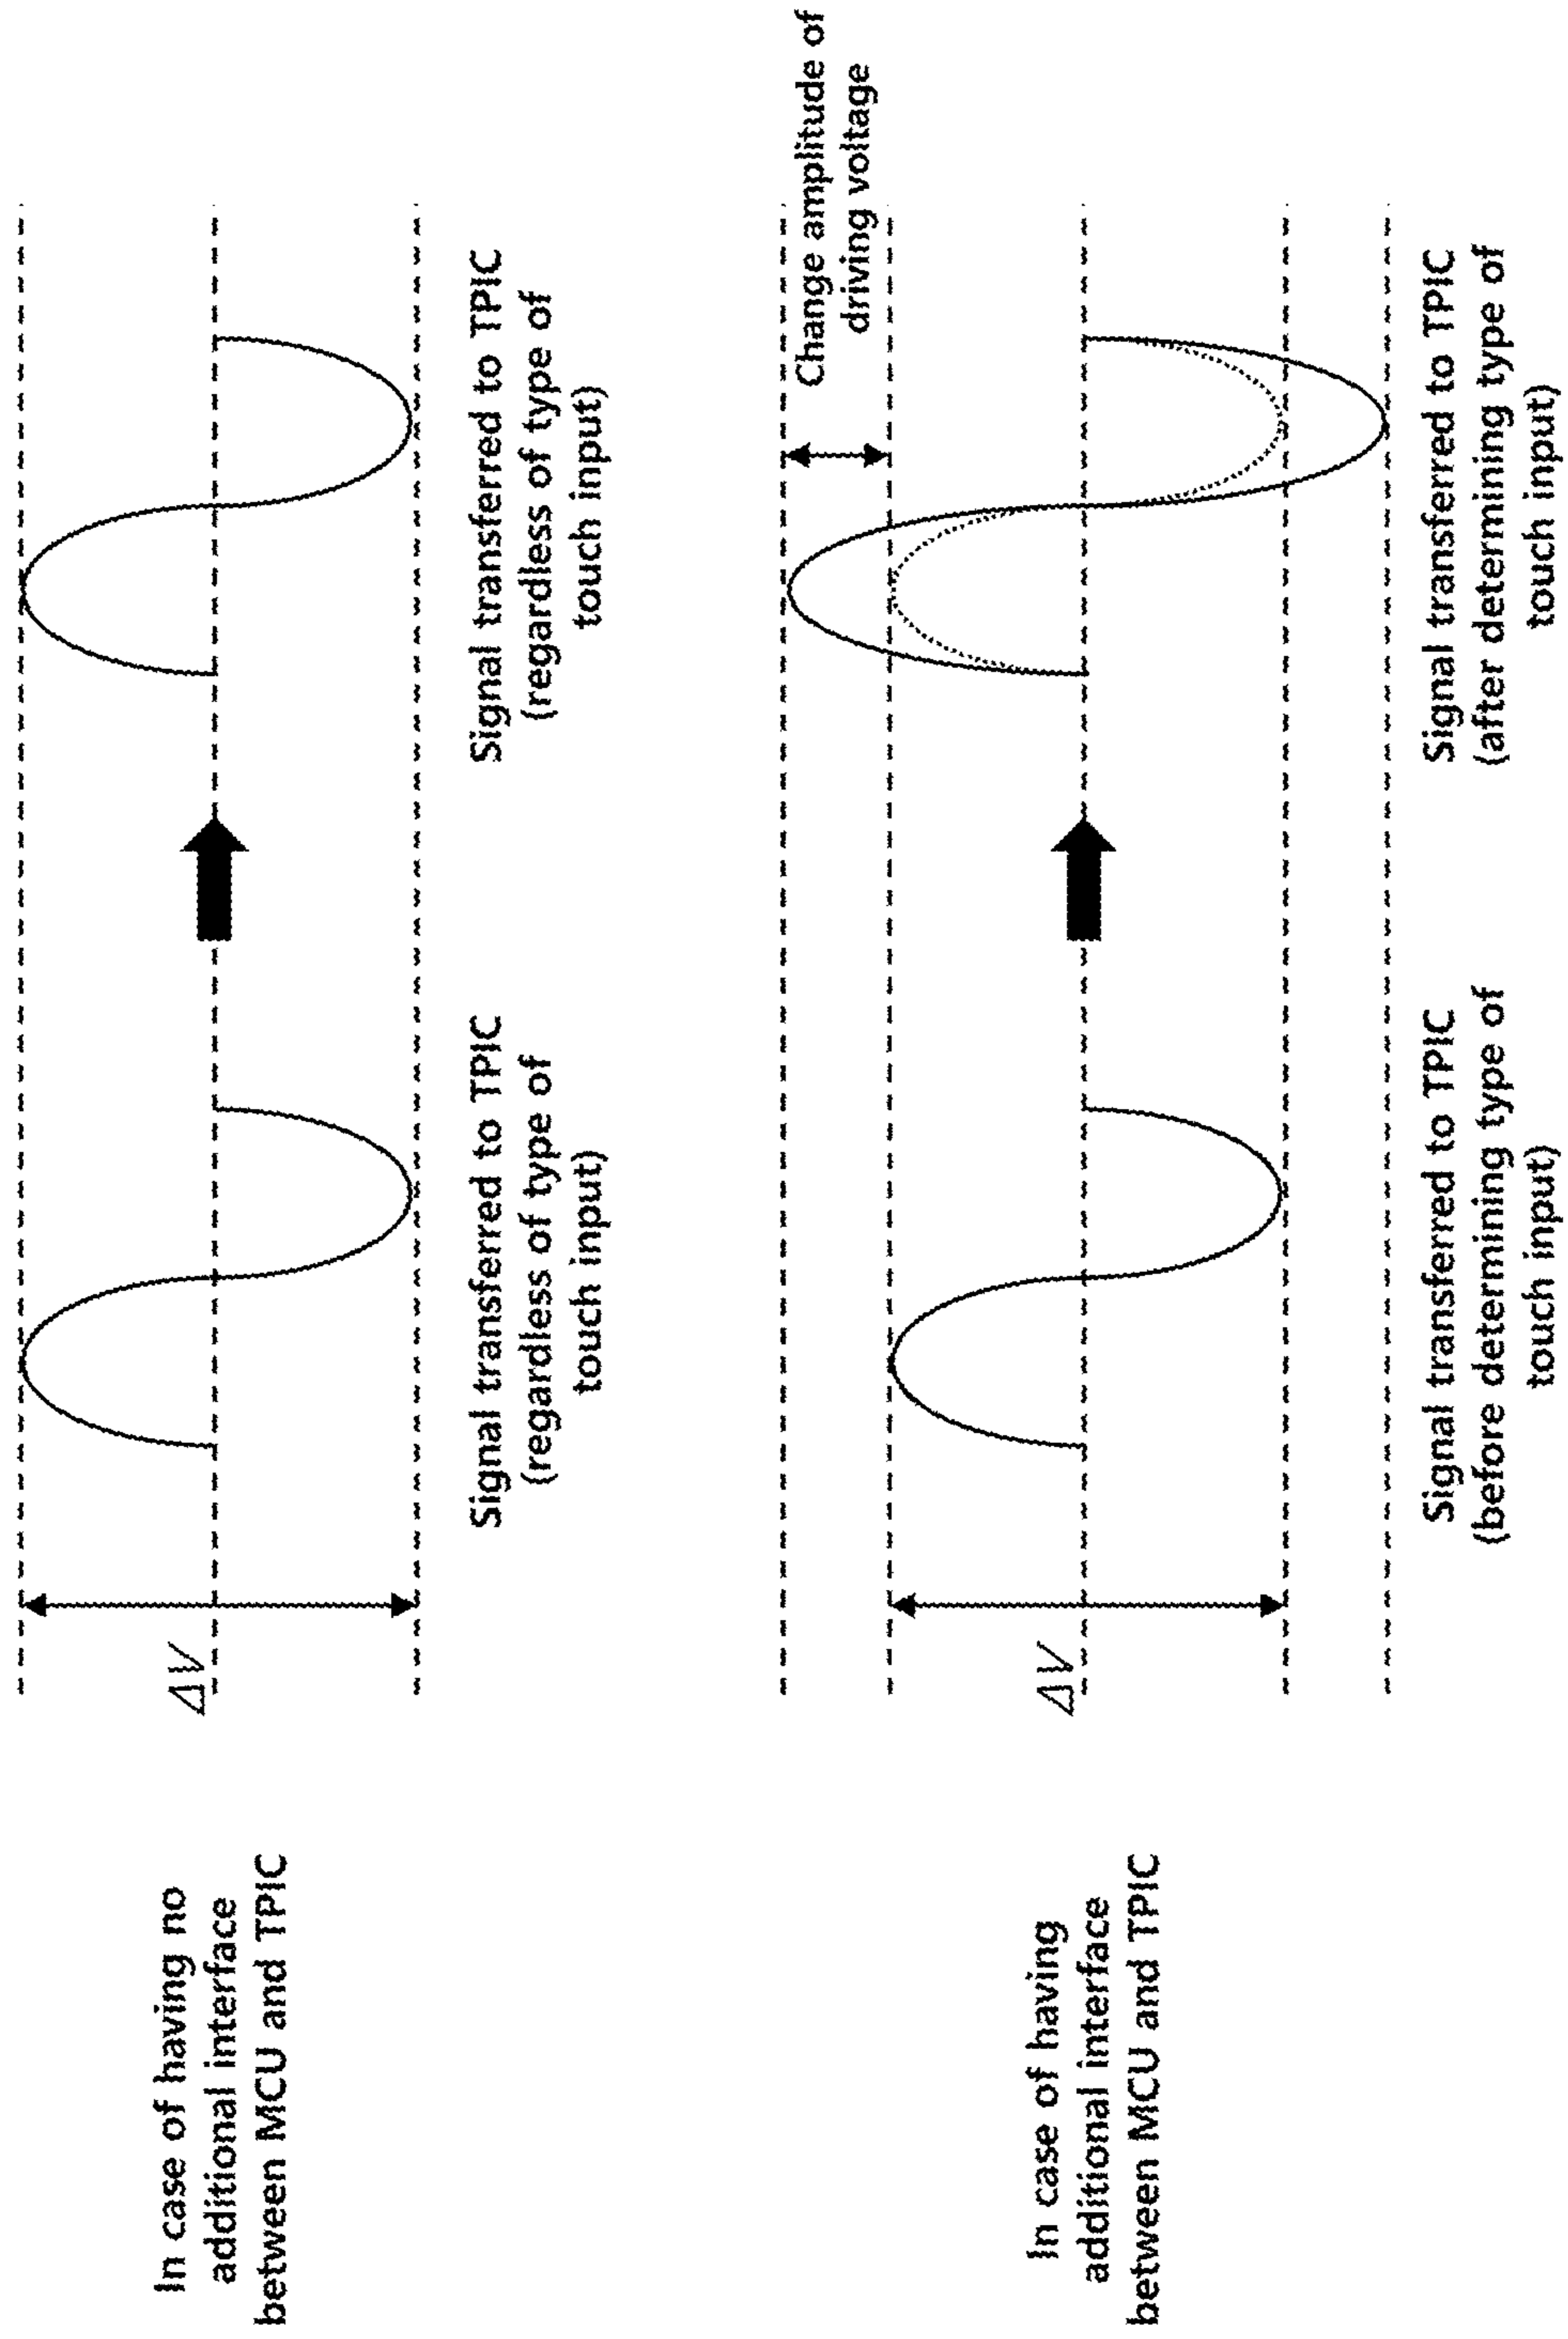 In case of having no
additional interface
between MCU and TPIC
ΔV
Signal transferred to TPIC
(regardless of type of
touch input)
Signal transferred to TPIC
(regardless of type of
touch input)
In case of having
additional interface
between MCU and TPIC
ΔV
Change amplitude of
driving voltage
Signal transferred to TPIC
(before determining type of
touch input)
Signal transferred to TPIC
(after determining type of
touch input)